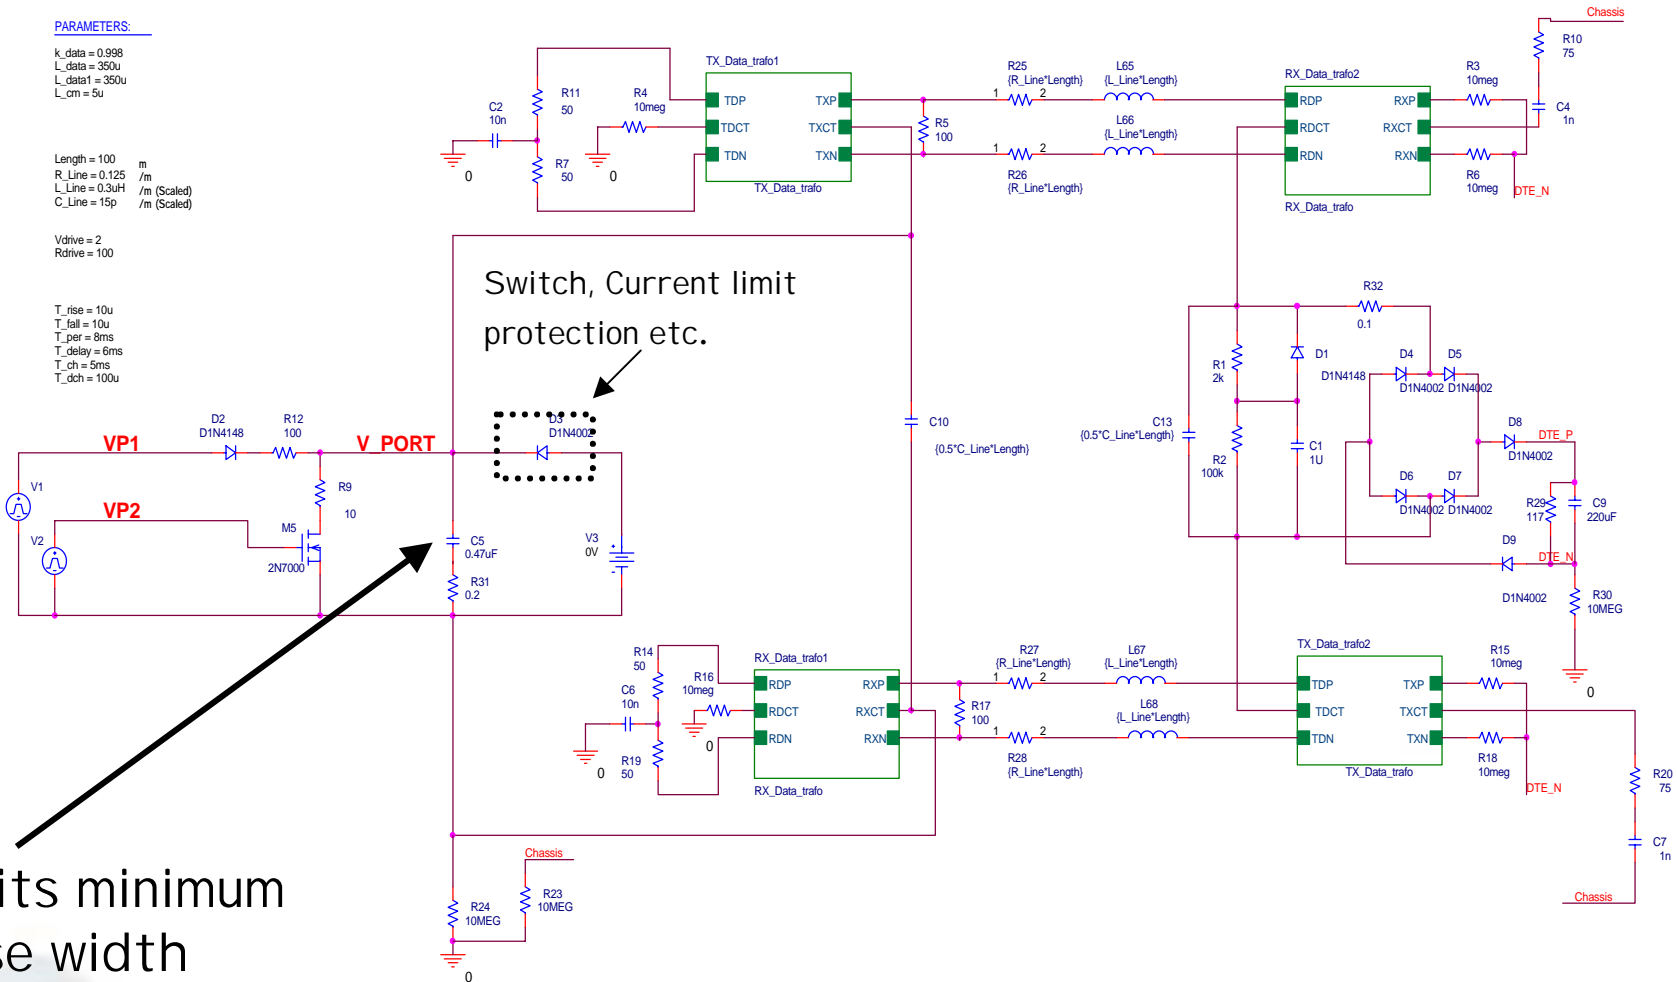 PARAMETERS:
k_data = 0.998
L_data = 350u
L_data1 = 350u
L_cm = 5u
Length = 100 m
R_Line = 0.125 /m
L_Line = 0.3uH /m (Scaled)
C_Line = 15p /m (Scaled)
Vdrive = 2
Rdrive = 100
T_rise = 10u
T_fall = 10u
T_per = 8ms
T_delay = 6ms
T_ch = 5ms
T_dch = 100u
C2
10n
0
R11
50
R7
50
R4
10meg
0
TX_Data_trafo1
TDP
TDCT
TDN
TXP
TXCT
TXN
TX_Data_trafo
R5
100
R25
{R_Line*Length}
1 2
L65
{L_Line*Length}
L66
{L_Line*Length}
1 2
R26
{R_Line*Length}
RX_Data_trafo2
RDP
RDCT
RDN
RXP
RXCT
RXN
RX_Data_trafo
R3
10meg
R6
10meg
DTE_N
Chassis
R10
75
C4
1n
Switch, Current limit
protection etc.
D3
D1N4002
VP1
D2
D1N4148
R12
100
V_PORT
V1
VP2
V2
R9
10
M5
2N7000
C5
0.47uF
R31
0.2
V3
0V
C10
{0.5*C_Line*Length}
C13
{0.5*C_Line*Length}
R1
2k
R2
100k
D1
D1N4148
C1
1U
R32
0.1
D4
D1N4002
D5
D1N4002
D6
D1N4002
D7
D1N4002
D8
D1N4002
DTE_P
R29
117
C9
220uF
D9
D1N4002
DTE_N
R30
10MEG
0
R14
50
C6
10n
0
R19
50
R16
10meg
0
RX_Data_trafo1
RDP
RDCT
RDN
RXP
RXCT
RXN
RX_Data_trafo
R17
100
R27
{R_Line*Length}
1 2
L67
{L_Line*Length}
L68
{L_Line*Length}
1 2
R28
{R_Line*Length}
TX_Data_trafo2
TDP
TDCT
TDN
TXP
TXCT
TXN
TX_Data_trafo
R15
10meg
R18
10meg
DTE_N
R20
75
C7
1n
Chassis
Chassis
R24
10MEG
R23
10MEG
0
its minimum
se width